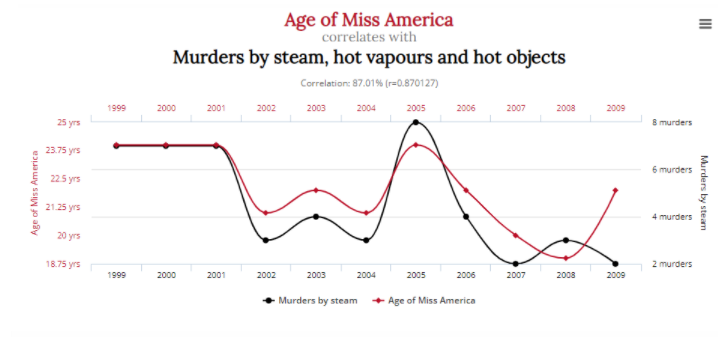 Age of Miss America
correlates with
Murders by steam, hot vapours and hot objects
Correlation: 87.01% (r=0.870127)
1999 2000 2001 2002 2003 2004 2005 2006 2007 2008 2009
25 yrs 8 murders
23.75 yrs
22.5 yrs 6 murders
21.25 yrs 4 murders
20 yrs
18.75 yrs 2 murders
Age of Miss America
Murders by steam
1999 2000 2001 2002 2003 2004 2005 2006 2007 2008 2009
Murders by steam Age of Miss America